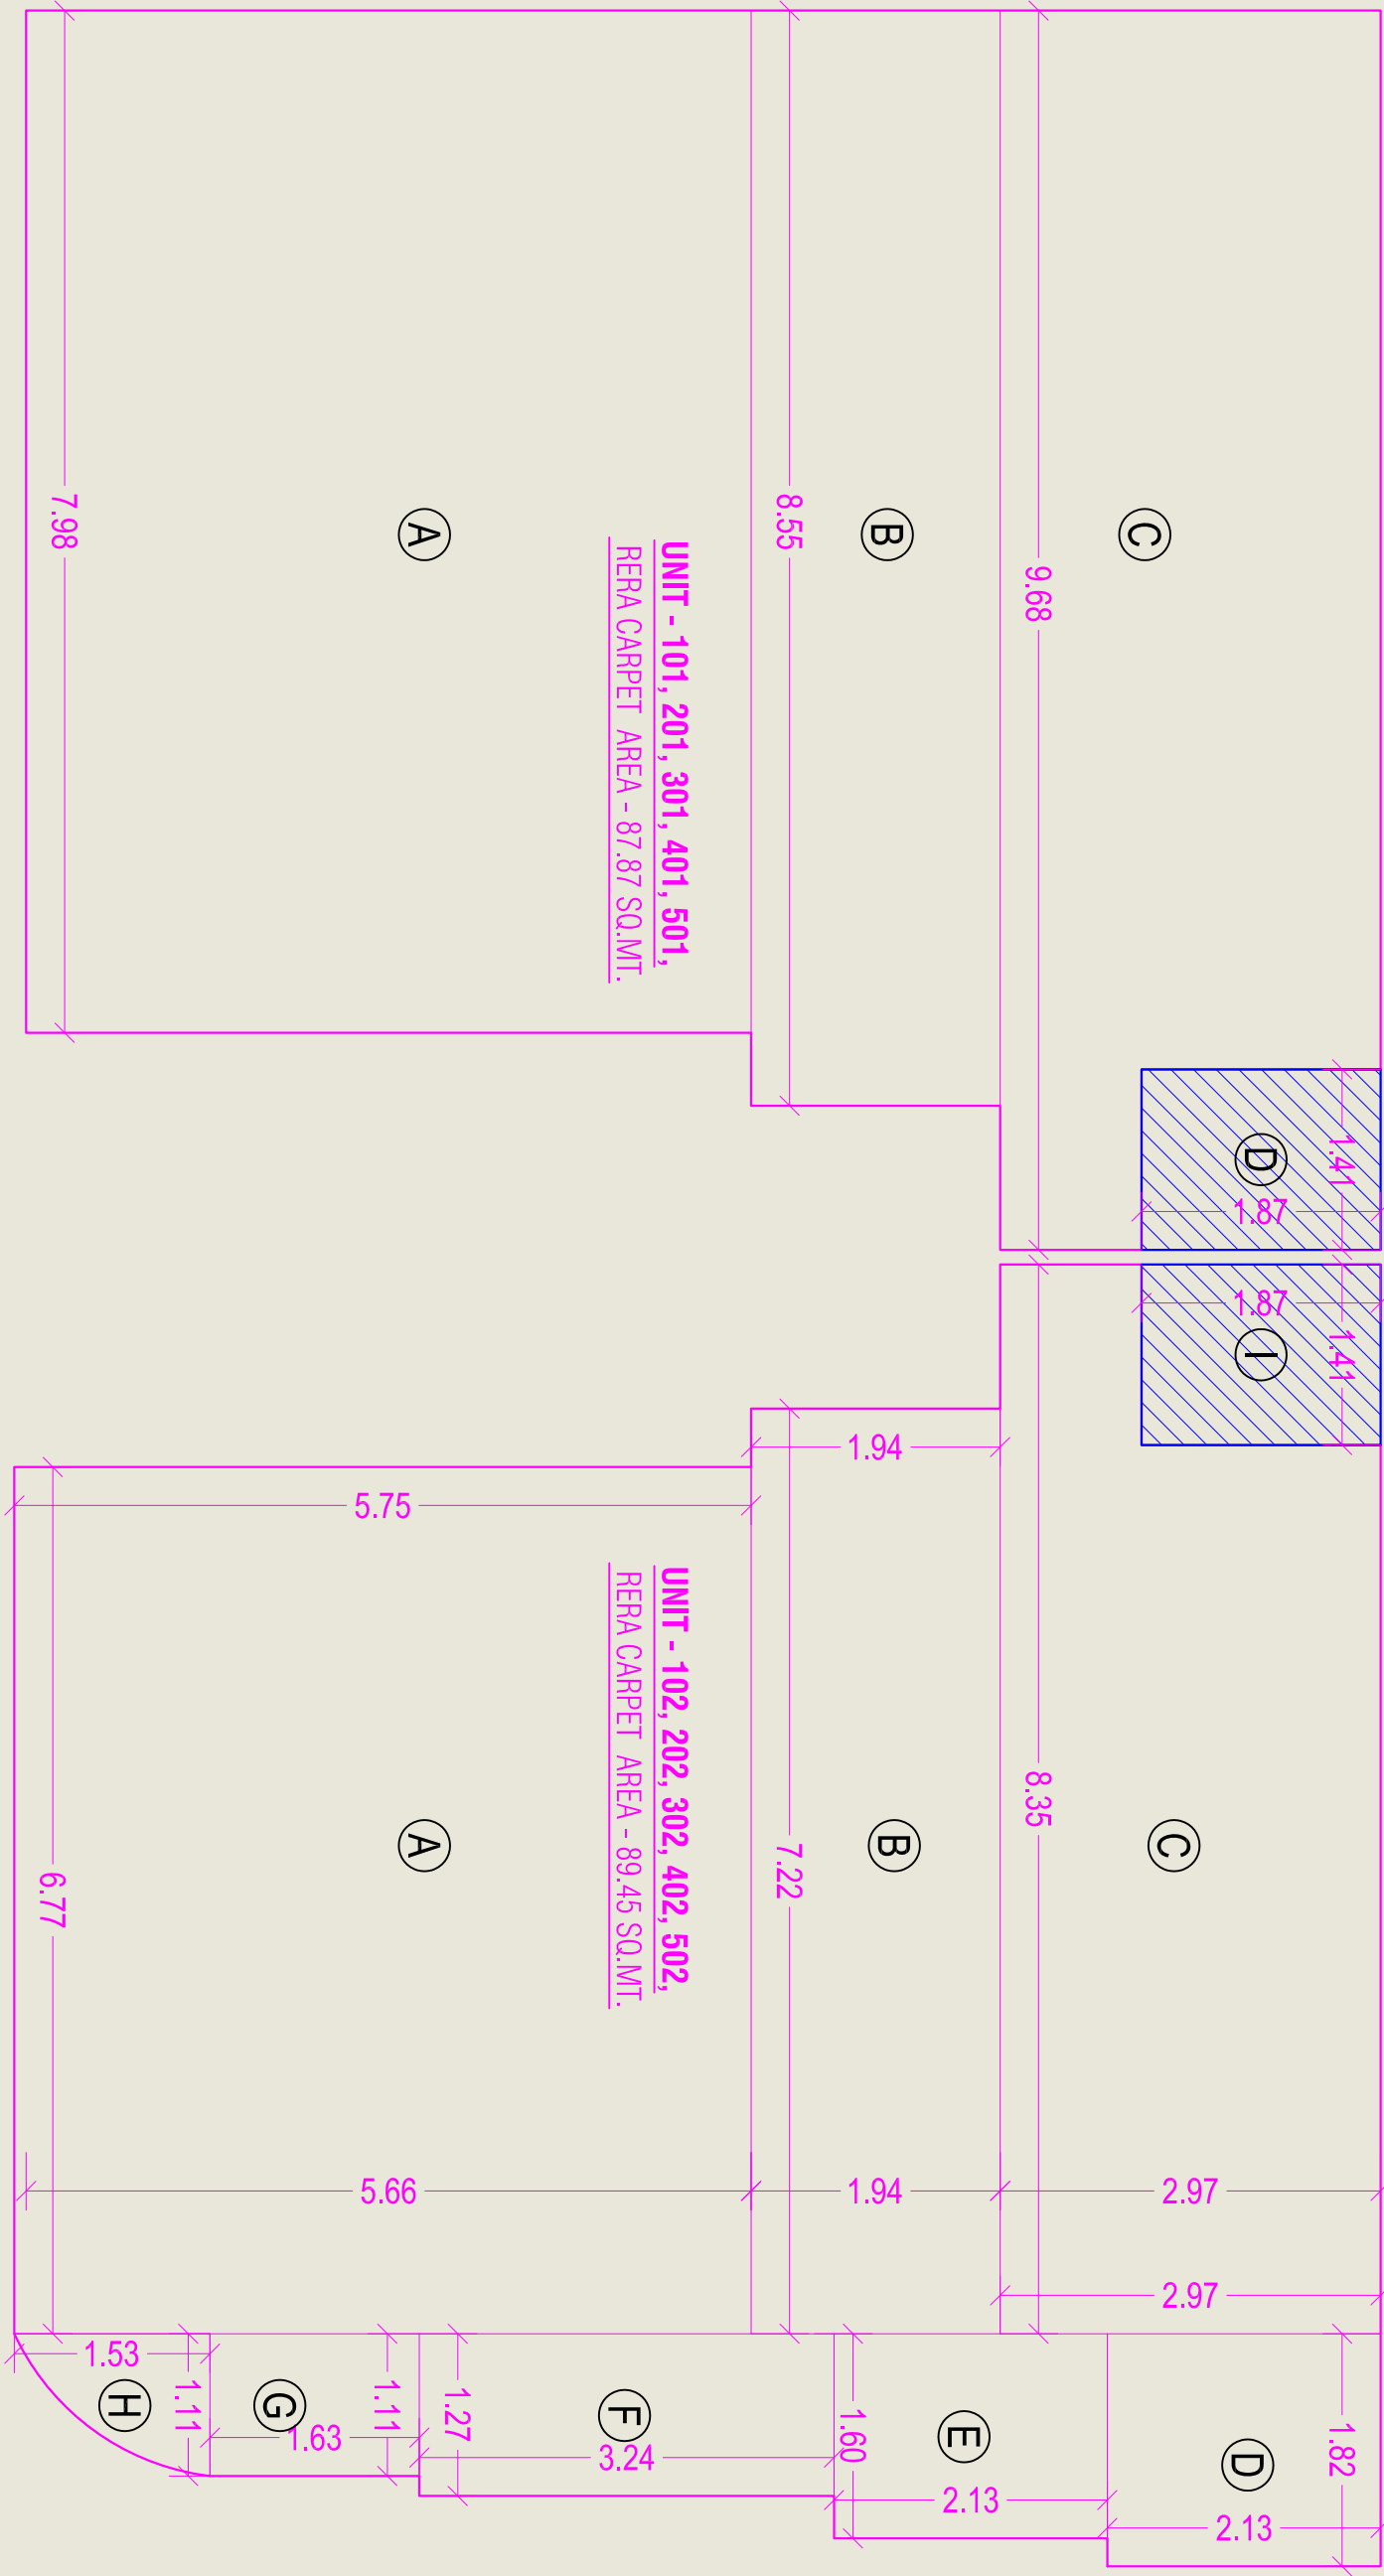 C
B
A
9.68
8.55
7.98
UNIT - 101, 201, 301, 401, 501,
RERA CARPET AREA - 87.87 SQ.MT.
D
1.41
1.87
1.87
I
1.41
1.94
5.75
UNIT - 102, 202, 302, 402, 502,
RERA CARPET AREA - 89.45 SQ.MT.
8.35
C
B
A
7.22
6.77
5.66
1.94
2.97
2.97
1.53
H
1.11
G
1.63
1.11
1.27
F
3.24
1.60
E
2.13
D
1.82
2.13